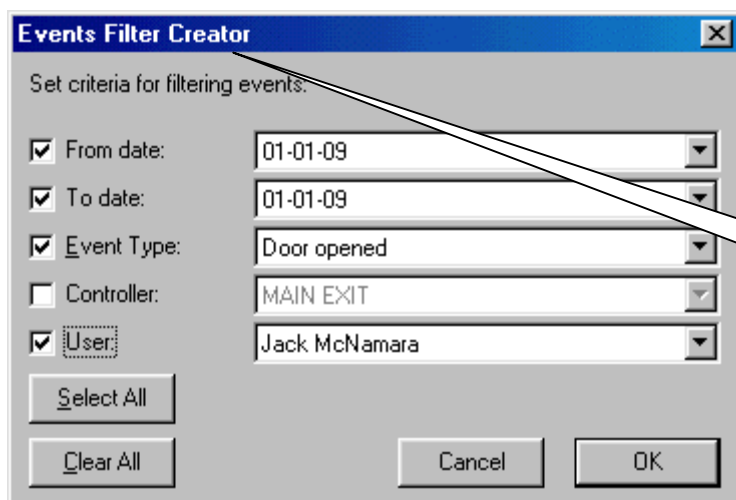 Events Filter Creator
Set criteria for filtering events:
From date: 01-01-09
To date: 01-01-09
Event Type: Door opened
Controller: MAIN EXIT
User: Jack McNamara
Select All
Clear All Cancel OK